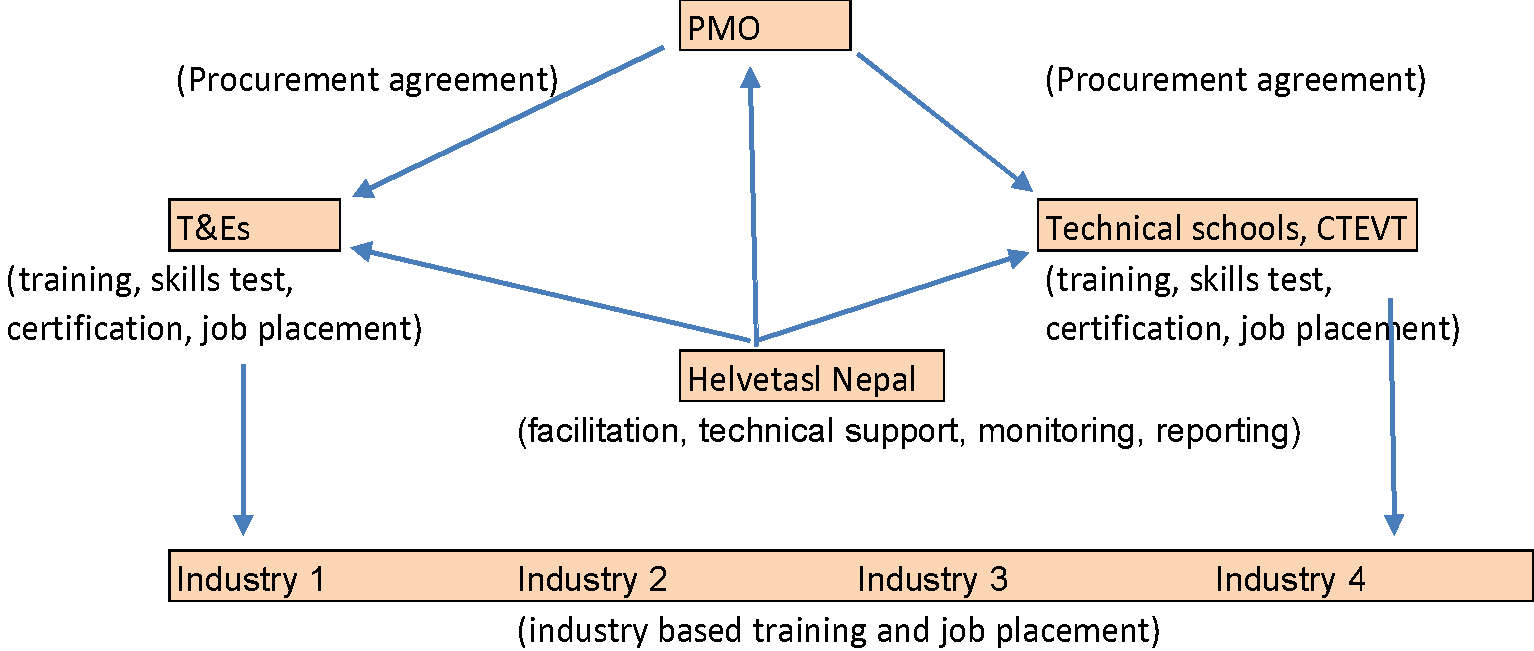 PMO
(Procurement agreement)
(Procurement agreement)
T&Es
Technical schools, CTEVT
(training, skills test,
certification, job placement)
(training, skills test,
certification, job placement)
Helvetasl Nepal
(facilitation, technical support, monitoring, reporting)
Industry 1 Industry 2 Industry 3 Industry 4
(industry based training and job placement)